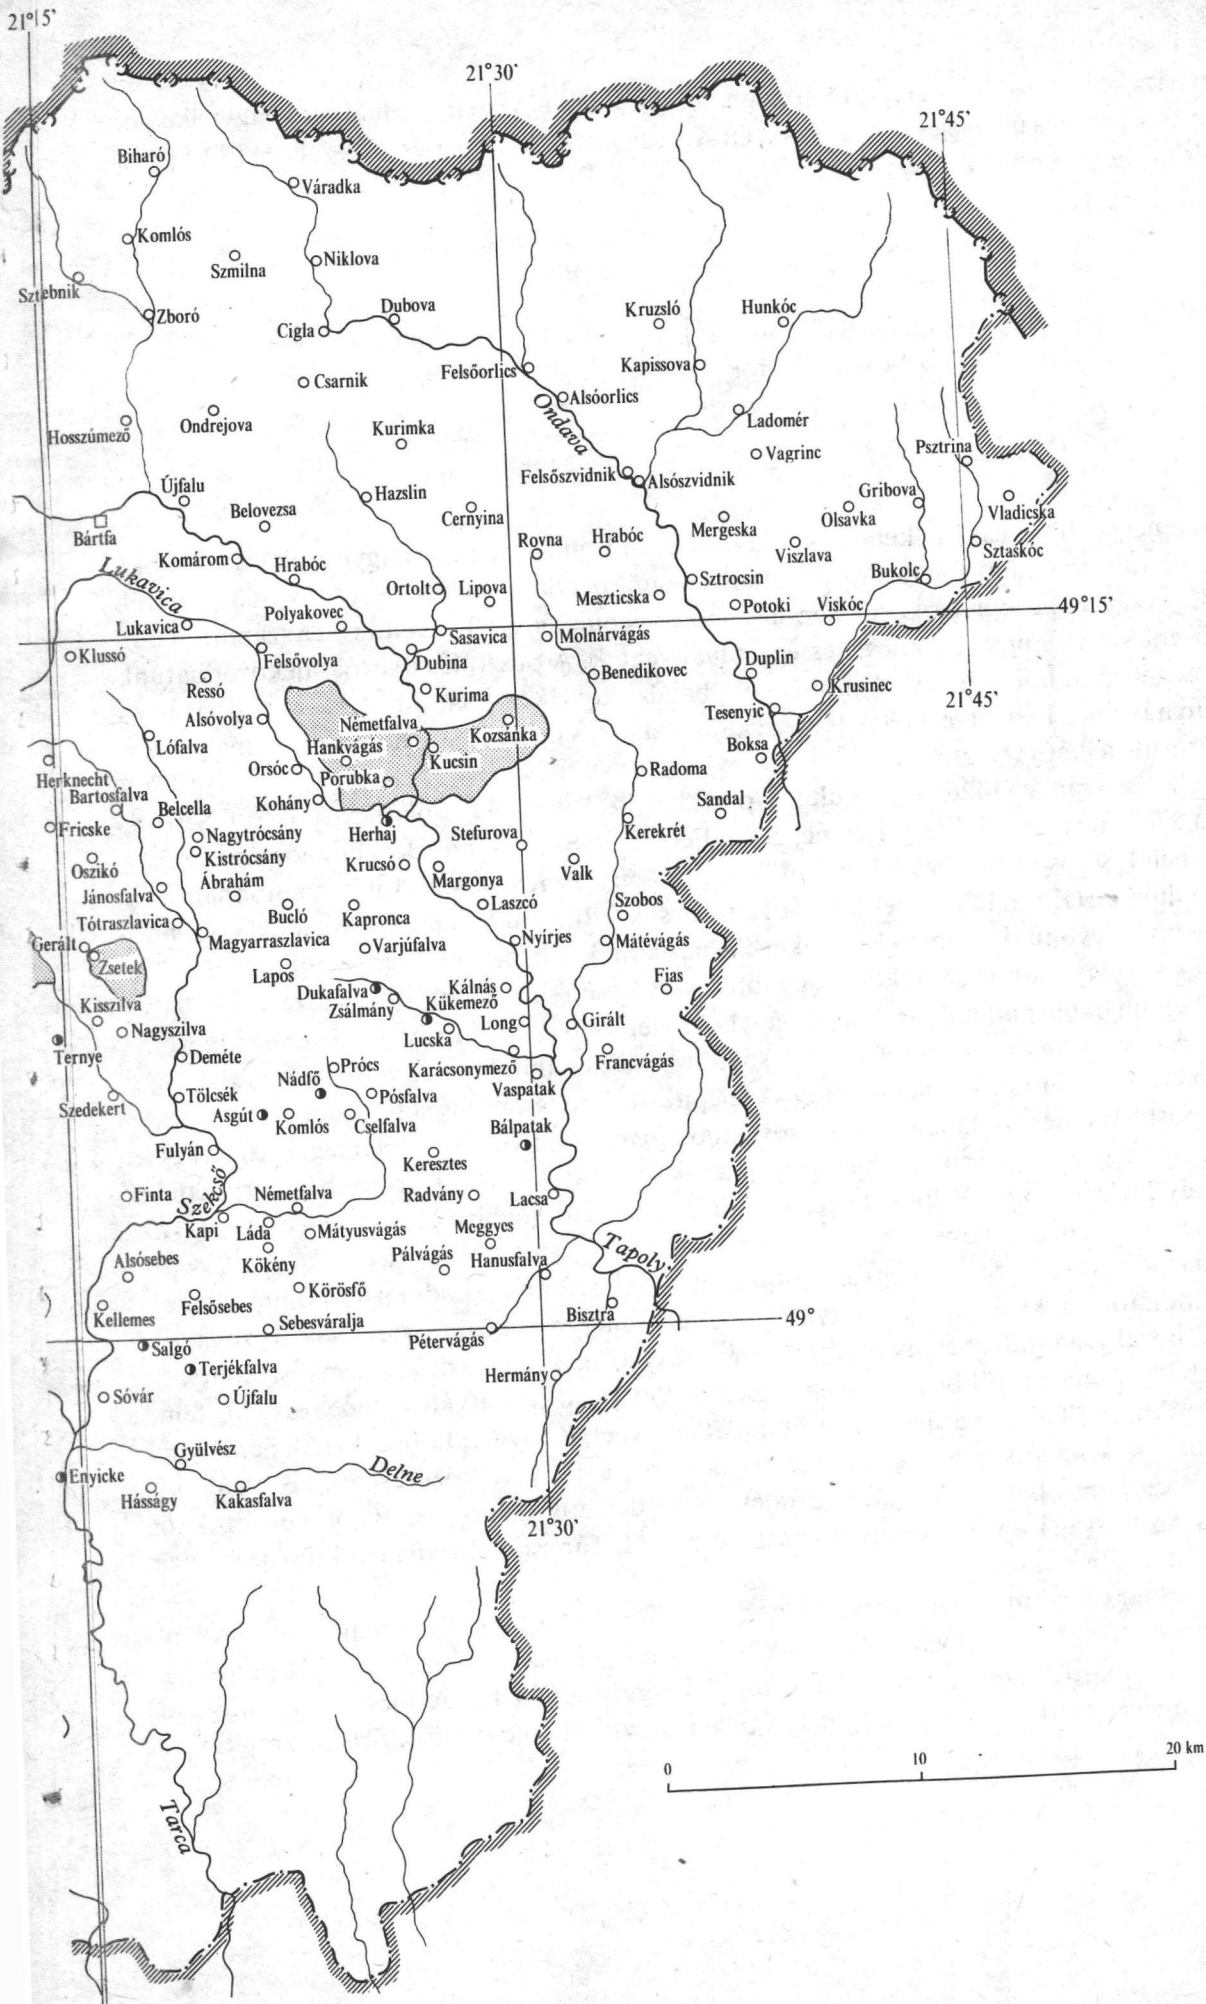 21°15'
21°30'
21°45'
Biharó
Váradka
Komlós
Szmilna
Niklova
Sztebnik
Zboró
Dubova
Cigla
Kruzsló
Hunkóc
Felsőorlics
Kapissova
Csarnik
Alsóorlics
Ondava
Ladomér
Hosszúmező
Ondrejova
Kurimka
Vagrinc
Psztrina
Felsőszvidnik
Alsószvidnik
Újfalu
Hazslin
Gribova
Belovezsa
Cernyina
Olsavka
Vladicska
Bártfa
Mergeska
Rovna
Hrabóc
Viszlava
Sztaskóc
Komárom
Hrabóc
Lukavica
Ortolt
Lipova
Sztrocsin
Bukolc
Meszticska
Potoki
Viskóc
49°15'
Polyakovec
Lukavica
Sasavica
Molnárvágás
Klussó
Felsővolya
Dubina
Benedikovec
Duplin
Ressó
Kurima
Krusinec
21°45'
Alsóvolya
Németfalva
Kozsánka
Tesenyic
Lófalva
Hankvágás
Kucsin
Boksa
Orsóc
Porubka
Radoma
Herknecht
Bartosfalva
Belcella
Kohány
Sandal
Fricske
Nagytrócsány
Herhaj
Stefurova
Kerekrét
Kistrócsány
Oszikó
Krucsó
Margonya
Valk
Ábrahám
Jánosfalva
Bucló
Kapronca
Laszcó
Szobos
Tótraszlavica
Magyarraszlavica
Varjúfalva
Nyírjes
Mátévágás
Gerált
Zsetek
Lapos
Fias
Dukafalva
Kálnás
Zsálmány
Kükemező
Kisszilva
Nagyszilva
Lucska
Long
Girált
Ternye
Deméte
Prócs
Karácsonymező
Francvágás
Nádfő
Vaspatak
Szedekert
Tölcsék
Pósfalva
Asgút
Komlós
Cselfalva
Bálpatak
Fulyán
Keresztes
Finta
Szekcső
Németfalva
Radvány
Lacsa
Kapi
Láda
Mátyusvágás
Meggyes
Tapoly
Alsósebes
Kökény
Pálvágás
Hanusfalva
Felsősebes
Körösfő
Kellemes
Bisztra
Sebesváralja
Pétervágás
49°
Salgó
Terjékfalva
Hermány
Sóvár
Újfalu
Gyülvész
Enyicke
Delne
Hásságy
Kakasfalva
21°30'
Tarca
0
10
20 km